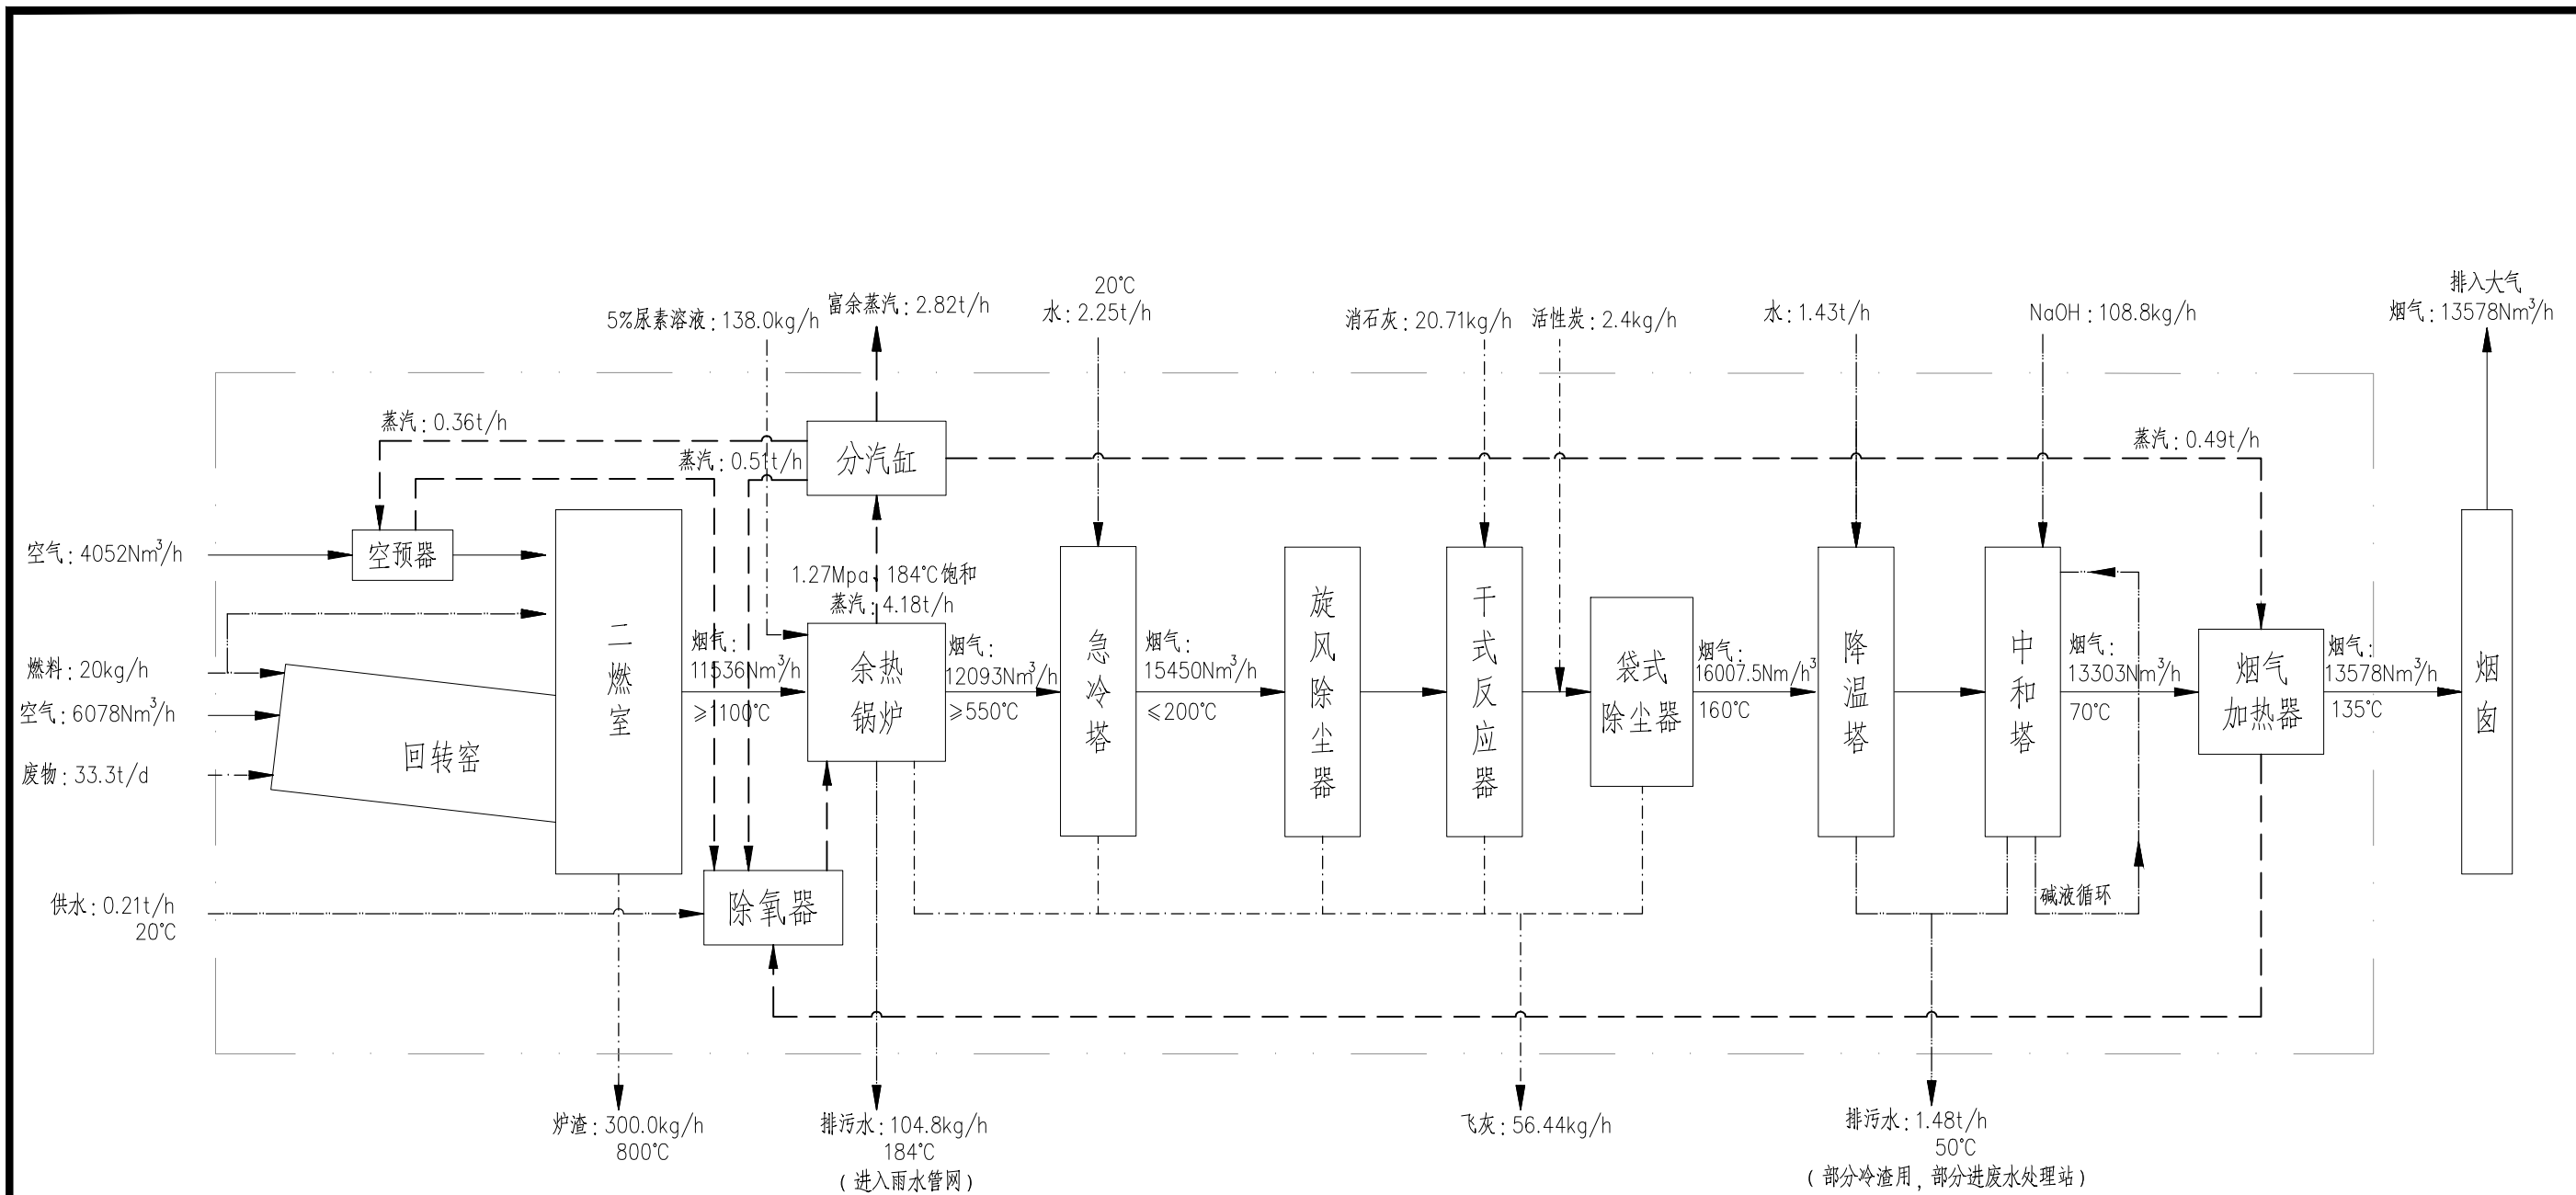 排入大气
烟气：13578Nm³/h
20℃
水：2.25t/h
5%尿素溶液：138.0kg/h
富余蒸汽：2.82t/h
消石灰：20.71kg/h
活性炭：2.4kg/h
水：1.43t/h
NaOH：108.8kg/h
蒸汽：0.36t/h
蒸汽：0.51t/h
分汽缸
蒸汽：0.49t/h
空气：4052Nm³/h
空预器
1.27Mpa、184℃饱和
蒸汽：4.18t/h
燃料：20kg/h
空气：6078Nm³/h
废物：33.3t/d
回转窑
二燃室
烟气：
11536Nm³/h
≥1100℃
余热
锅炉
烟气：
12093Nm³/h
≥550℃
急冷塔
烟气：
15450Nm³/h
≤200℃
旋风除尘器
干式反应器
袋式
除尘器
烟气：
16007.5Nm³/h³
160℃
降温塔
中和塔
烟气：
13303Nm³/h
70℃
烟气
加热器
烟气：
13578Nm³/h
135℃
烟囱
供水：0.21t/h
20℃
除氧器
碱液循环
炉渣：300.0kg/h
800℃
排污水：104.8kg/h
184℃
（进入雨水管网）
飞灰：56.44kg/h
排污水：1.48t/h
50℃
（部分冷渣用，部分进废水处理站）